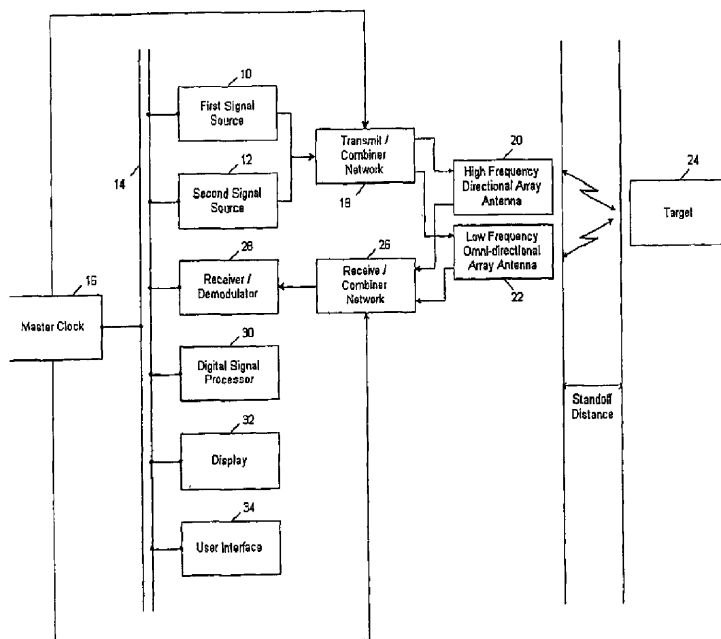 10
First Signal
Source
12
Second Signal
Source
14
16
Master Clock
Transmit /
Combiner
Network
18
20
High Frequency
Directional Array
Antenna
Low Frequency
Omni-directional
Array Antenna
22
24
Target
28
Receiver /
Demodulator
26
Receive /
Combiner
Network
30
Digital Signal
Processor
32
Display
34
User Interface
Standoff
Distance